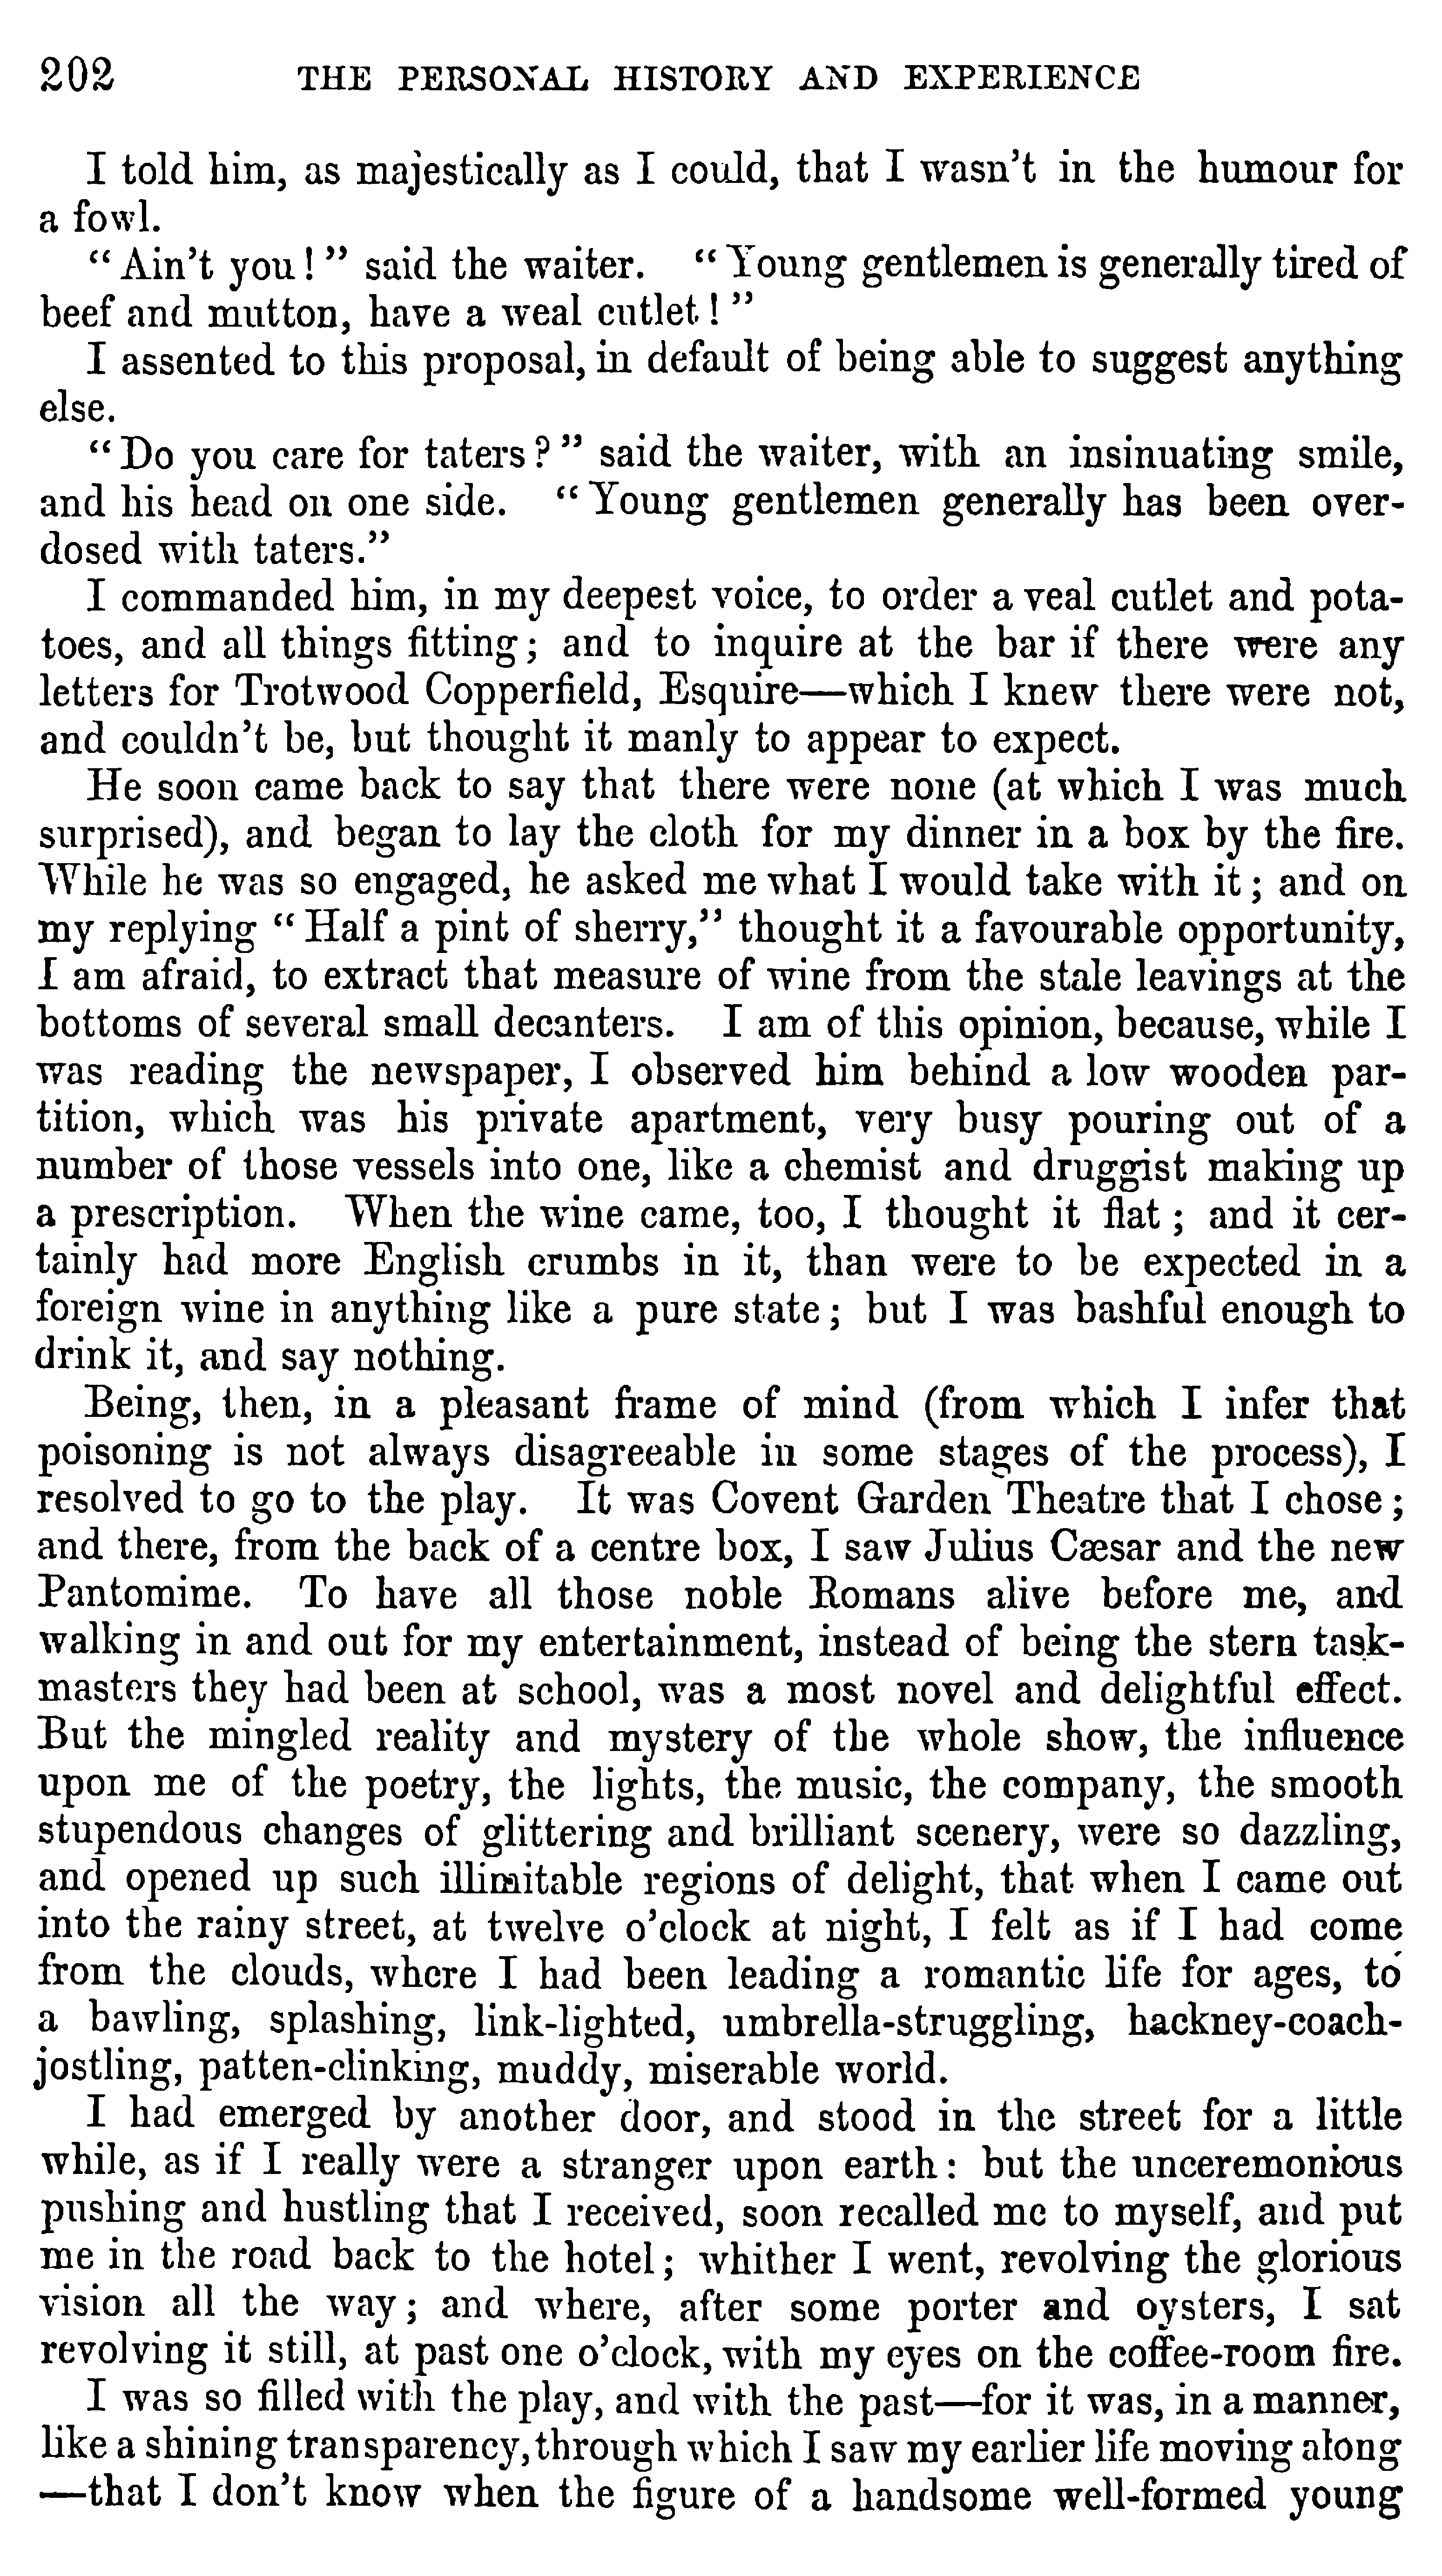 202 THE PERSONAL HISTORY AND EXPERIENCE
I told him, as majestically as I could, that I wasn't in the humour for
a fowl.
"Ain't you!" said the waiter. "Young gentlemen is generally tired of
beef and mutton, have a weal cutlet!"
I assented to this proposal, in default of being able to suggest anything
else.
"Do you care for taters?" said the waiter, with an insinuating smile,
and his head on one side. "Young gentlemen generally has been over-
dosed with taters."
I commanded him, in my deepest voice, to order a veal cutlet and pota-
toes, and all things fitting; and to inquire at the bar if there were any
letters for Trotwood Copperfield, Esquire—which I knew there were not,
and couldn't be, but thought it manly to appear to expect.
He soon came back to say that there were none (at which I was much
surprised), and began to lay the cloth for my dinner in a box by the fire.
While he was so engaged, he asked me what I would take with it; and on
my replying "Half a pint of sherry," thought it a favourable opportunity,
I am afraid, to extract that measure of wine from the stale leavings at the
bottoms of several small decanters. I am of this opinion, because, while I
was reading the newspaper, I observed him behind a low wooden par-
tition, which was his private apartment, very busy pouring out of a
number of those vessels into one, like a chemist and druggist making up
a prescription. When the wine came, too, I thought it flat; and it cer-
tainly had more English crumbs in it, than were to be expected in a
foreign wine in anything like a pure state; but I was bashful enough to
drink it, and say nothing.
Being, then, in a pleasant frame of mind (from which I infer that
poisoning is not always disagreeable in some stages of the process), I
resolved to go to the play. It was Covent Garden Theatre that I chose;
and there, from the back of a centre box, I saw Julius Cæsar and the new
Pantomime. To have all those noble Romans alive before me, and
walking in and out for my entertainment, instead of being the stern task-
masters they had been at school, was a most novel and delightful effect.
But the mingled reality and mystery of the whole show, the influence
upon me of the poetry, the lights, the music, the company, the smooth
stupendous changes of glittering and brilliant scenery, were so dazzling,
and opened up such illimitable regions of delight, that when I came out
into the rainy street, at twelve o'clock at night, I felt as if I had come
from the clouds, where I had been leading a romantic life for ages, to
a bawling, splashing, link-lighted, umbrella-struggling, hackney-coach-
jostling, patten-clinking, muddy, miserable world.
I had emerged by another door, and stood in the street for a little
while, as if I really were a stranger upon earth: but the unceremonious
pushing and hustling that I received, soon recalled me to myself, and put
me in the road back to the hotel; whither I went, revolving the glorious
vision all the way; and where, after some porter and oysters, I sat
revolving it still, at past one o'clock, with my eyes on the coffee-room fire.
I was so filled with the play, and with the past—for it was, in a manner,
like a shining transparency, through which I saw my earlier life moving along
—that I don't know when the figure of a handsome well-formed young